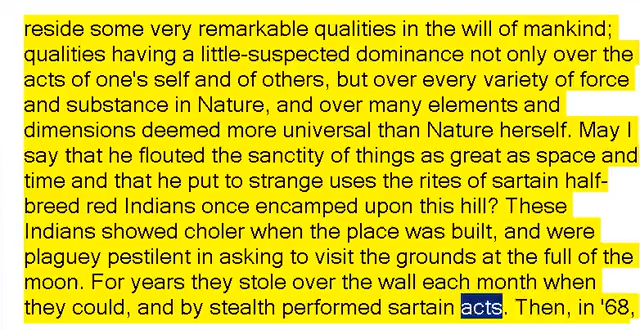 reside some very remarkable qualities in the will of mankind;
qualities having a little-suspected dominance not only over the
acts of one's self and of others, but over every variety of force
and substance in Nature, and over many elements and
dimensions deemed more universal than Nature herself. May I
say that he flouted the sanctity of things as great as space and
time and that he put to strange uses the rites of sartain half-
breed red Indians once encamped upon this hill? These
Indians showed choler when the place was built, and were
plaguey pestilent in asking to visit the grounds at the full of the
moon. For years they stole over the wall each month when
they could, and by stealth performed sartain acts. Then, in '68,